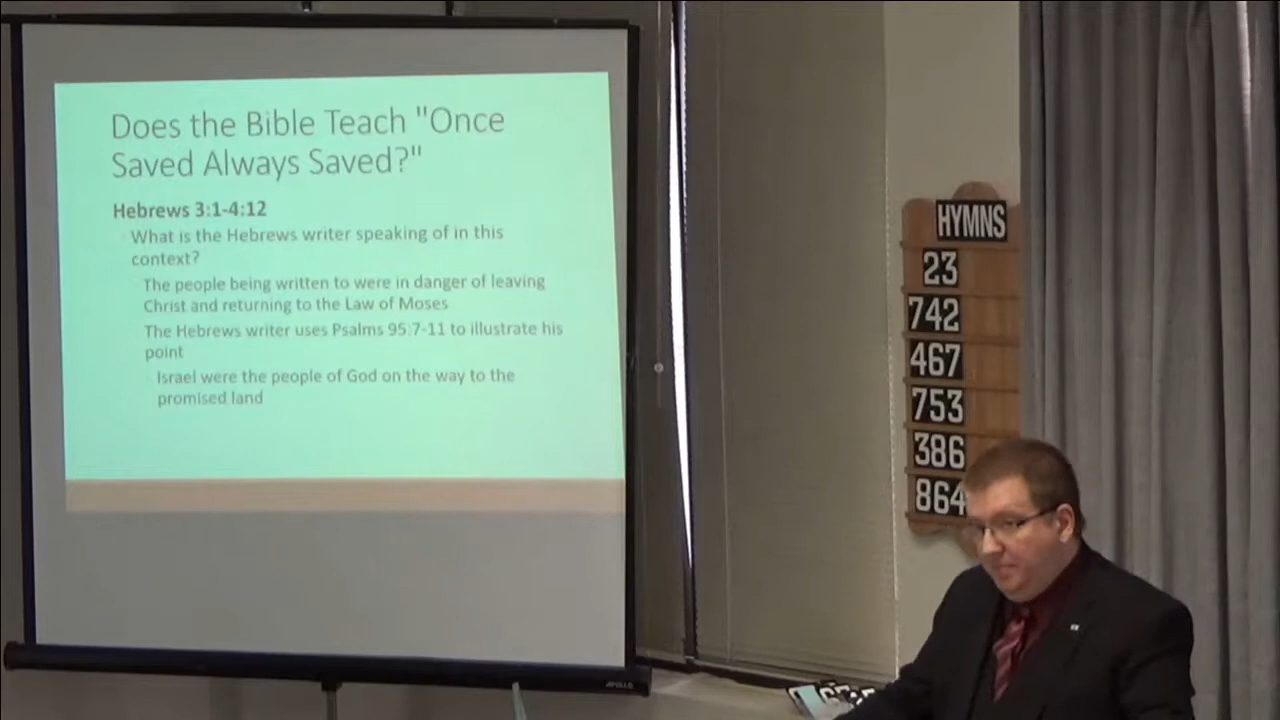 Does the Bible Teach "Once
Saved Always Saved?"
Hebrews 3:1-4:12
What is the Hebrews writer speaking of in this
context?
The people being written to were in danger of leaving
Christ and returning to the Law of Moses
The Hebrews writer uses Psalms 95:7-11 to illustrate his
point
Israel were the people of God on the way to the
promised land
APOLLO
HYMNS
23
742
467
753
386
864